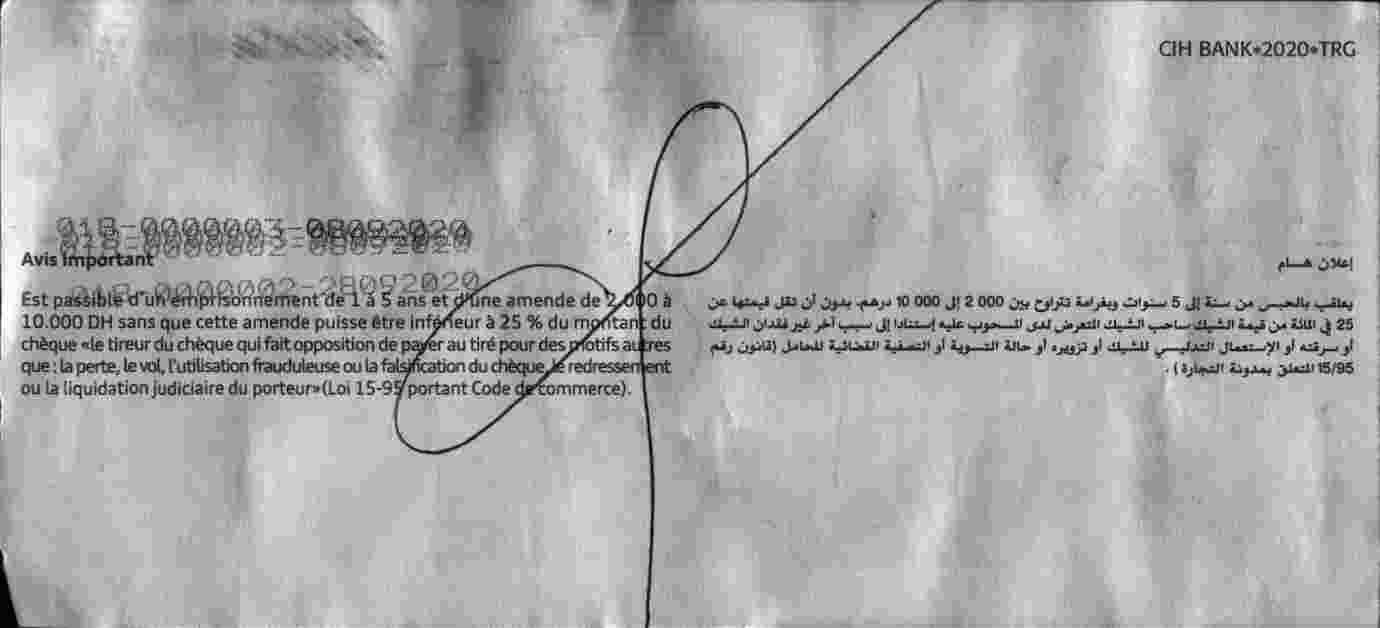 CIH BANK*2020*TRG
018-0000003-08092020
018-0000002-08092020
Avis Important
018-0000002-28092020
Est passible d'un emprisonnement de 1 à 5 ans et d'une amende de 2.000 à
10.000 DH sans que cette amende puisse être inférieur à 25 % du montant du
chèque «le tireur du chèque qui fait opposition de payer au tiré pour des motifs autres
que : la perte, le vol, l'utilisation frauduleuse ou la falsification du chèque, le redressement
ou la liquidation judiciaire du porteur»(Loi 15-95 portant Code de commerce).
إعلان هـــام
يعاقب بالحبس من سنة إلى 5 سنوات وبغرامة تتراوح بين 2 000 إلى 10 000 درهم، بدون أن تقل قيمتها عن
25 في المائة من قيمة الشيك ساحب الشيك المتعرض لدى المسحوب عليه إستنادا إلى سبب آخر غير فقدان الشيك
أو سرقته أو الإستعمال التدليسي للشيك أو تزويره أو حالة التسوية أو التصفية القضائية للحامل (قانون رقم
15/95 المتعلق بمدونة التجارة ) .